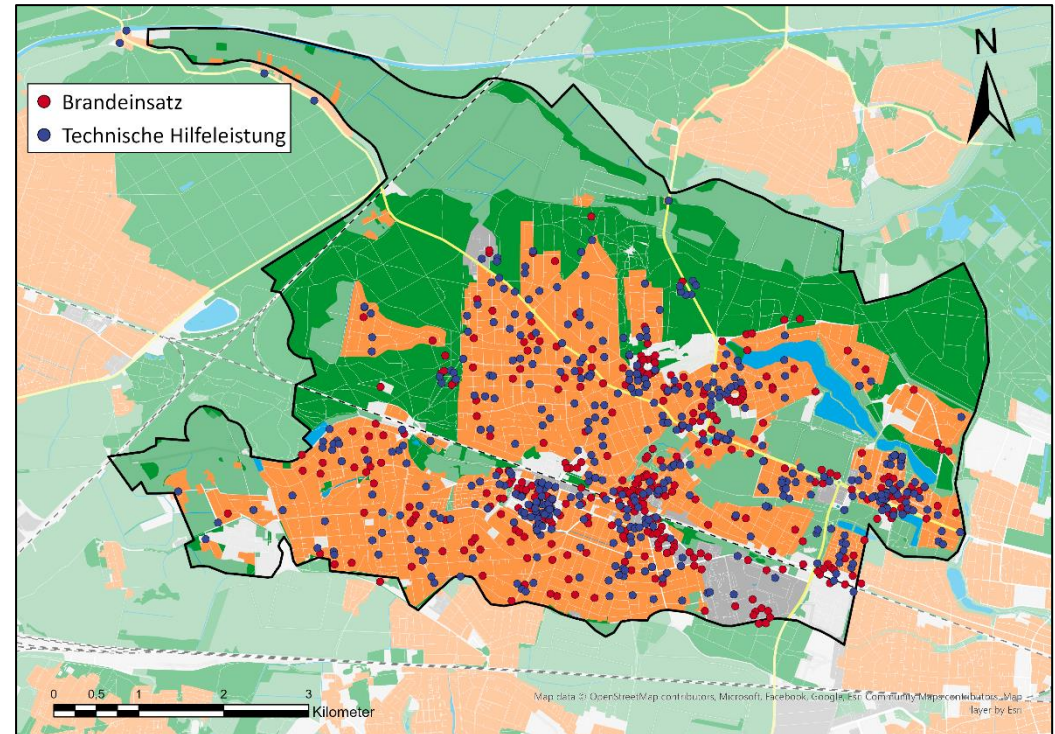 N
Brandeinsatz
Technische Hilfeleistung
0 0,5 1 2 3
Kilometer
Map data © OpenStreetMap contributors, Microsoft, Facebook, Google, Esri Community Maps contributors, Map
layer by Esri